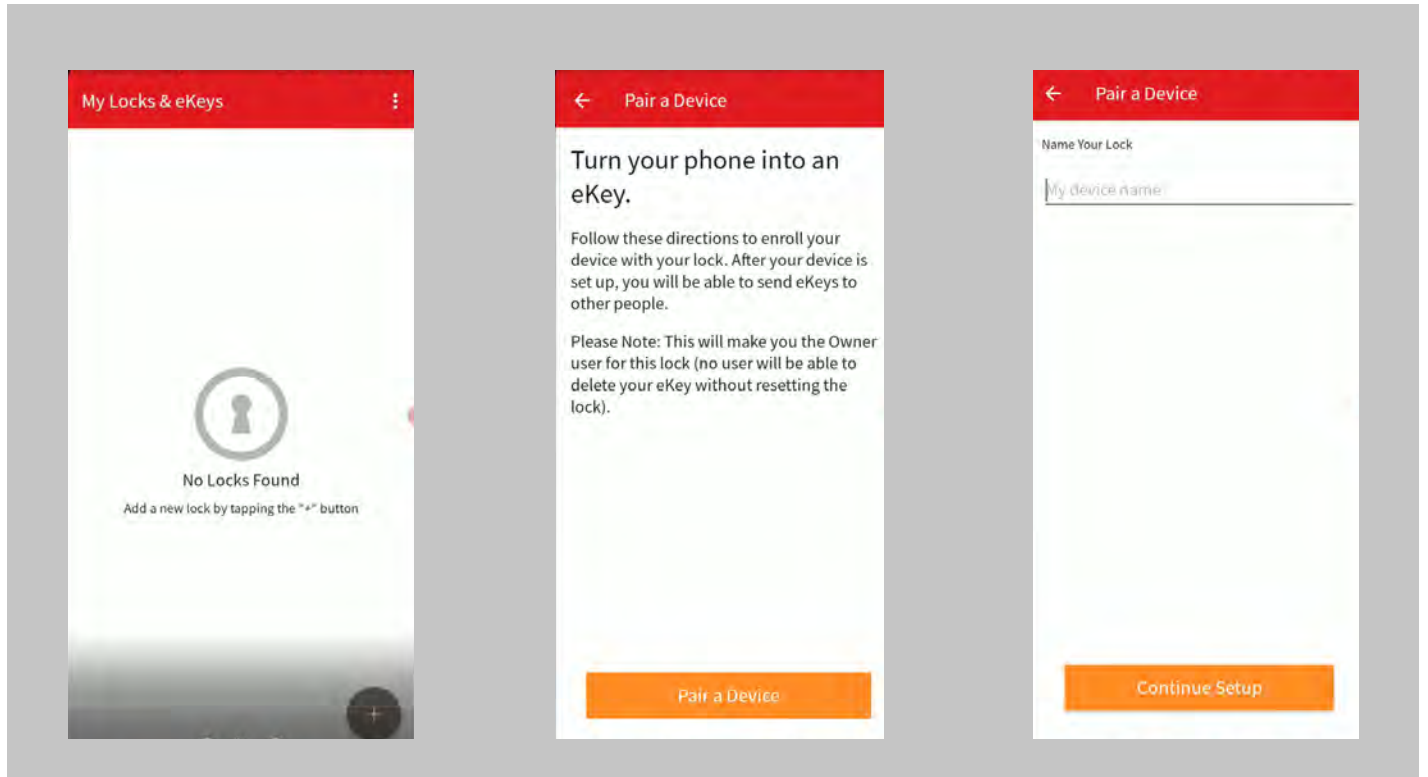 My Locks & eKeys
No Locks Found
Add a new lock by tapping the "+" button
+
Pair a Device
Turn your phone into an
eKey.
Follow these directions to enroll your
device with your lock. After your device is
set up, you will be able to send eKeys to
other people.
Please Note: This will make you the Owner
user for this lock (no user will be able to
delete your eKey without resetting the
lock).
Pair a Device
Pair a Device
Name Your Lock
My device name
Continue Setup